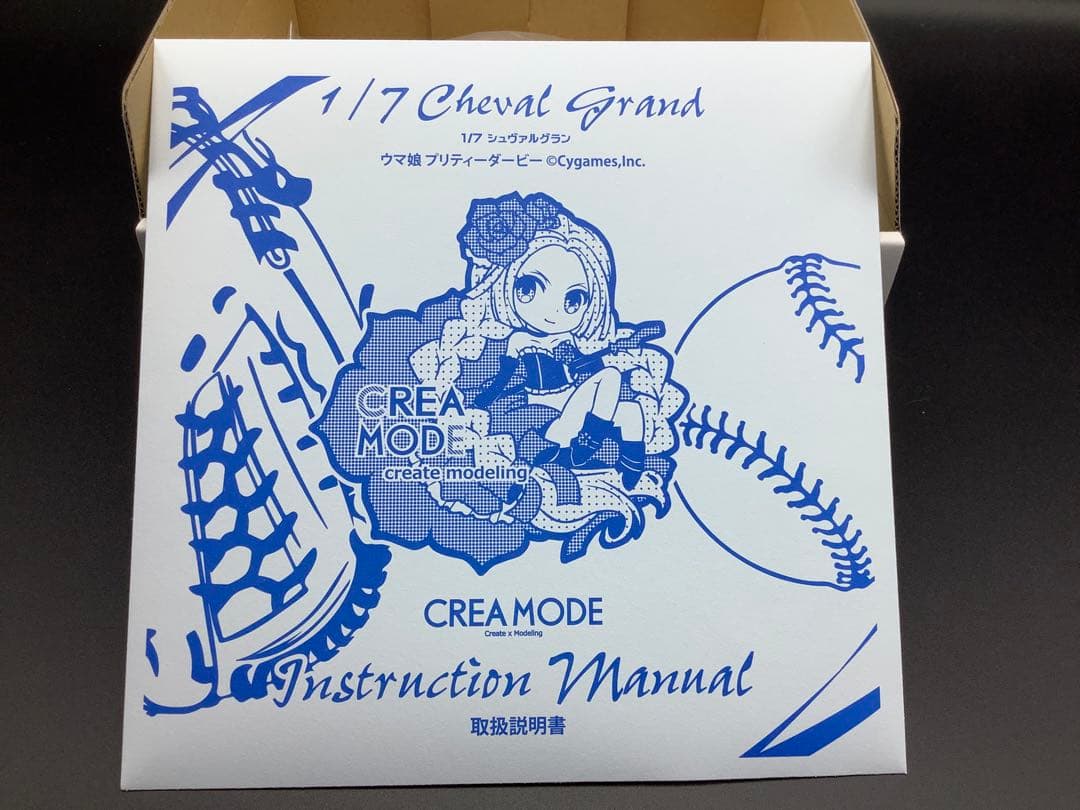 1/7 Cheval Grand
1/7 シュヴァルグラン
ウマ娘 プリティーダービー ©Cygames,Inc.
CREA
MODE
create modeling
CREA MODE
Create x Modeling
Instruction Manual
取扱説明書